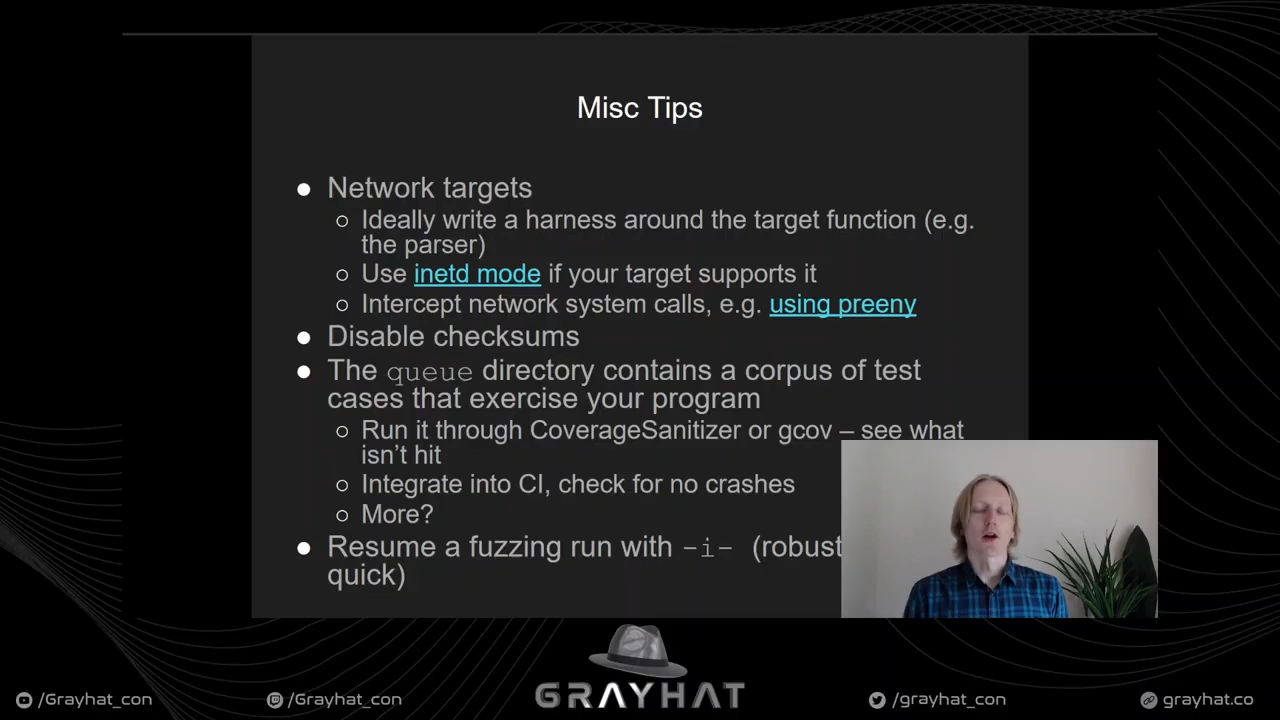 Misc Tips
● Network targets
○ Ideally write a harness around the target function (e.g.
the parser)
○ Use inetd mode if your target supports it
○ Intercept network system calls, e.g. using preeny
● Disable checksums
● The queue directory contains a corpus of test
cases that exercise your program
○ Run it through CoverageSanitizer or gcov – see what
isn’t hit
○ Integrate into CI, check for no crashes
○ More?
● Resume a fuzzing run with -i- (robust
quick)
GRAYHAT
/Grayhat_con
/Grayhat_con
/grayhat_con
grayhat.co